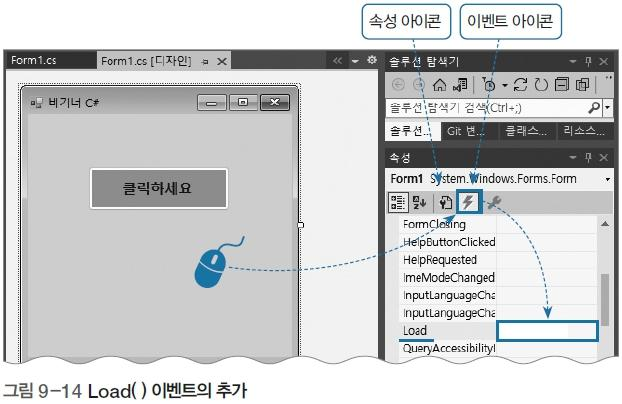 속성 아이콘
이벤트 아이콘
Form1.cs
Form1.cs [디자인]
솔루션 탐색기
솔루션 탐색기 검색(Ctrl+;)
솔루션...
Git 변...
클래스...
리소스...
비기너 C#
클릭하세요
속성
Form1 System.Windows.Forms.Form
FormClosing
HelpButtonClicked
HelpRequested
ImeModeChanged
InputLanguageCha
InputLanguageCha
Load
QueryAccessibilityl
그림 9-14 Load( ) 이벤트의 추가